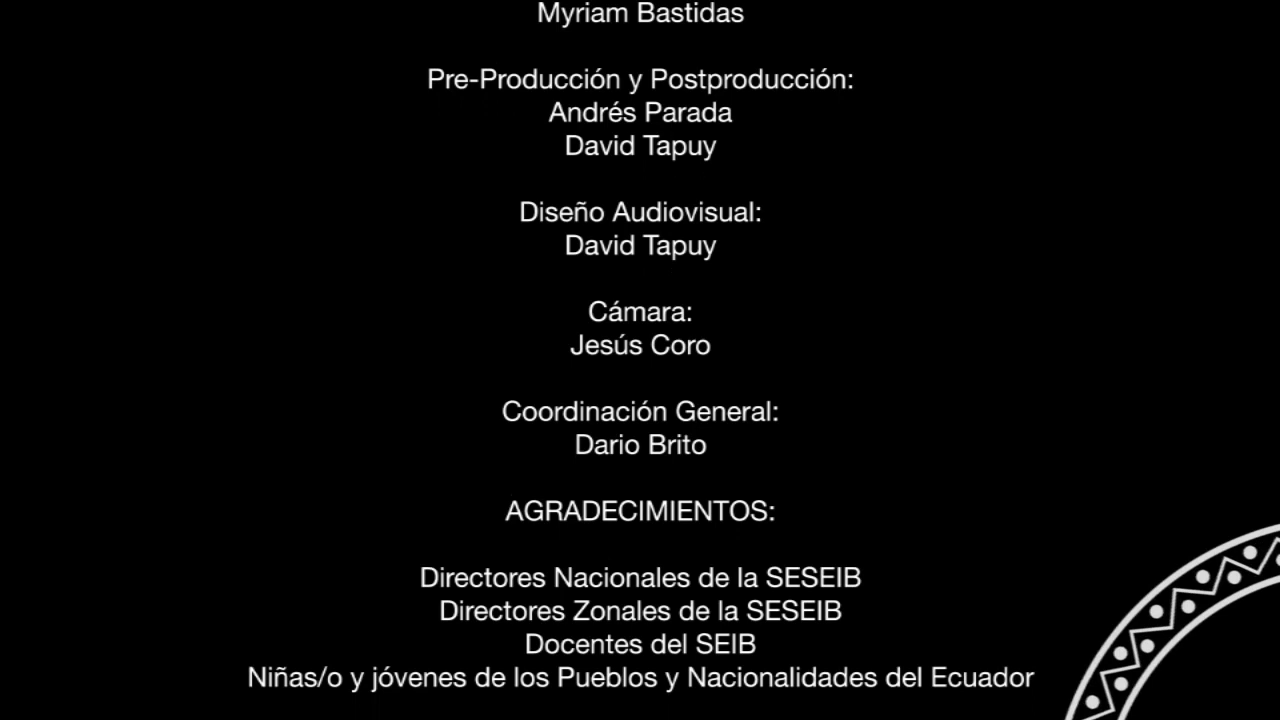 Myriam Bastidas
Pre-Producción y Postproducción:
Andrés Parada
David Tapuy
Diseño Audiovisual:
David Tapuy
Cámara:
Jesús Coro
Coordinación General:
Dario Brito
AGRADECIMIENTOS:
Directores Nacionales de la SESEIB
Directores Zonales de la SESEIB
Docentes del SEIB
Niñas/o y jóvenes de los Pueblos y Nacionalidades del Ecuador